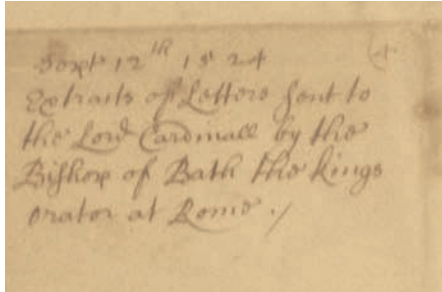 Sept 12th 1524
Extraits of Letters sent to
the Lord Cardinall by the
Bishop of Bath the kings
orator at Rome ./